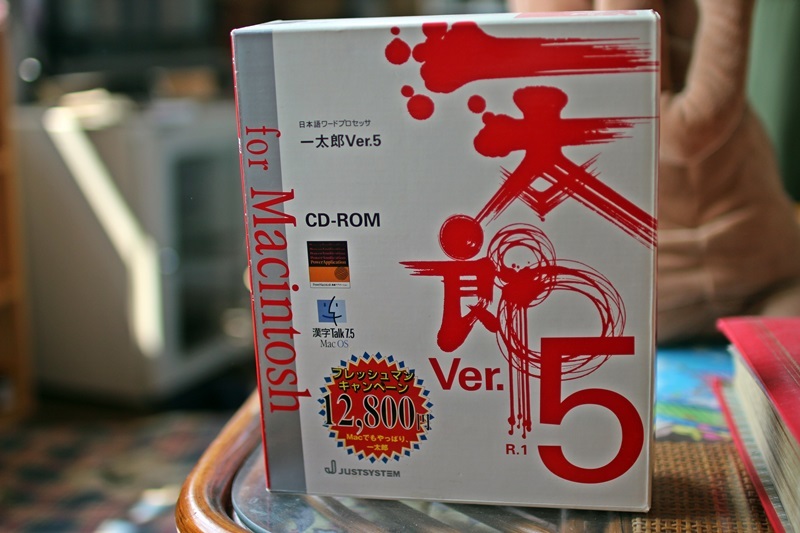 for Macintosh
日本語ワードプロセッサ
一太郎Ver.5
CD-ROM
漢字Talk7.5
Mac OS
フレッシュマン
キャンペーン
12,800円
Macでもやっぱり、
一太郎
JUSTSYSTEM
一太郎
Ver.5
R.1